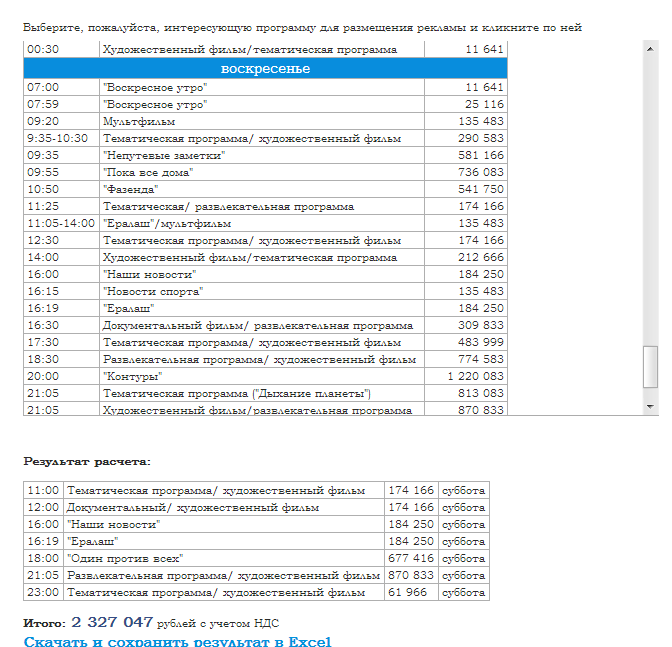 Выберите, пожалуйста, интересующую программу для размещения рекламы и кликните по ней
00:30 Художественный фильм/тематическая программа 11 641
воскресенье
07:00 "Воскресное утро" 11 641
07:59 "Воскресное утро" 25 116
09:20 Мультфильм 135 483
9:35-10:30 Тематическая программа/ художественный фильм 290 583
09:35 "Непутевые заметки" 581 166
09:55 "Пока все дома" 736 083
10:50 "Фазенда" 541 750
11:25 Тематическая/ развлекательная программа 174 166
11:05-14:00 "Ералаш"/мультфильм 135 483
12:30 Тематическая программа/ художественный фильм 174 166
14:00 Художественный фильм/тематическая программа 212 666
16:00 "Наши новости" 184 250
16:15 "Новости спорта" 135 483
16:19 "Ералаш" 184 250
16:30 Документальный фильм/ развлекательная программа 309 833
17:30 Тематическая программа/ художественный фильм 483 999
18:30 Развлекательная программа/ художественный фильм 774 583
20:00 "Контуры" 1 220 083
21:05 Тематическая программа ("Дыхание планеты") 813 083
21:05 Художественный фильм/развлекательная программа 870 833
Результат расчета:
11:00 Тематическая программа/ художественный фильм 174 166 суббота
12:00 Документальный/ художественный фильм 174 166 суббота
16:00 "Наши новости" 184 250 суббота
16:19 "Ералаш" 184 250 суббота
18:00 "Один против всех" 677 416 суббота
21:05 Развлекательная программа/ художественный фильм 870 833 суббота
23:00 Тематическая программа/ художественный фильм 61 966 суббота
Итого: 2 327 047 рублей с учетом НДС
Скачать и сохранить результат в Excel